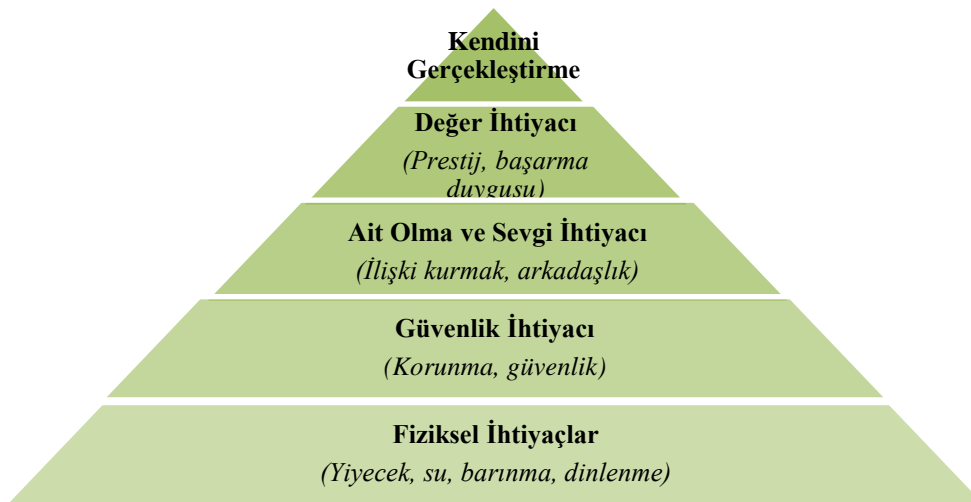 Kendini
Gerçekleştirme
Değer İhtiyacı
(Prestij, başarma
duygusu)
Ait Olma ve Sevgi İhtiyacı
(İlişki kurmak, arkadaşlık)
Güvenlik İhtiyacı
(Korunma, güvenlik)
Fiziksel İhtiyaçlar
(Yiyecek, su, barınma, dinlenme)